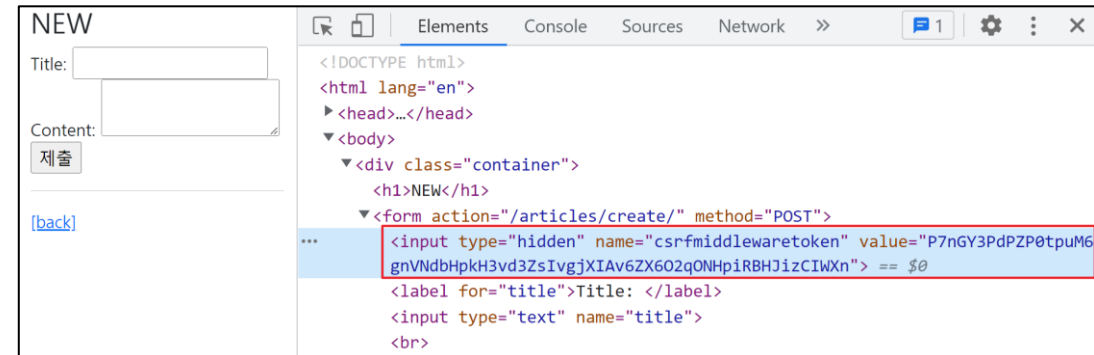 NEW
Title:
Content:
제출
[back]
Elements Console Sources Network » 1
<!DOCTYPE html>
<html lang="en">
<head>…</head>
<body>
<div class="container">
<h1>NEW</h1>
<form action="/articles/create/" method="POST">
... <input type="hidden" name="csrfmiddlewaretoken" value="P7nGY3PdPZP0tpuM6
gnVNdbHpkH3vd3ZsIvgjXIAv6ZX6O2qONHpiRBHJizCIWXn"> == $0
<label for="title">Title: </label>
<input type="text" name="title">
<br>